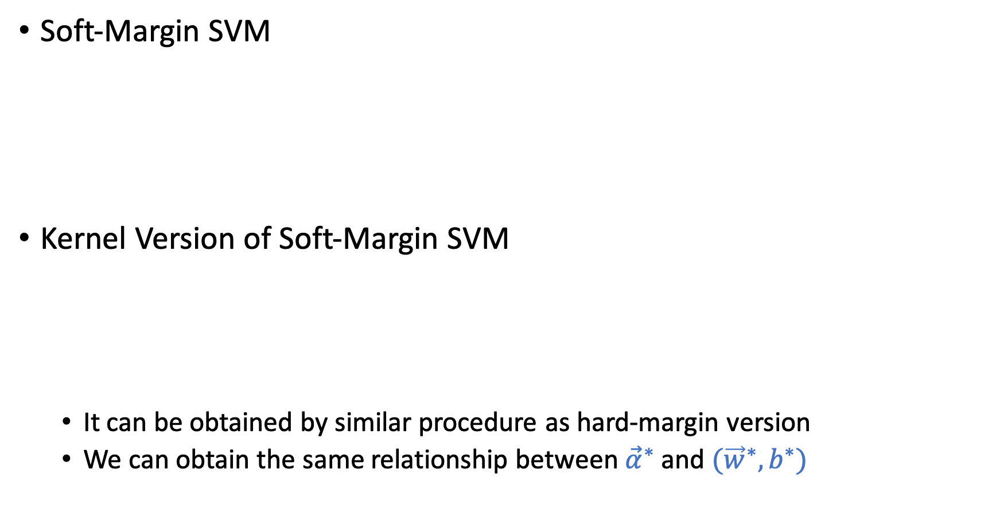 • Soft-Margin SVM
• Kernel Version of Soft-Margin SVM
• It can be obtained by similar procedure as hard-margin version
• We can obtain the same relationship between $\vec{\alpha}^*$ and $(\vec{w}^*, b^*)$